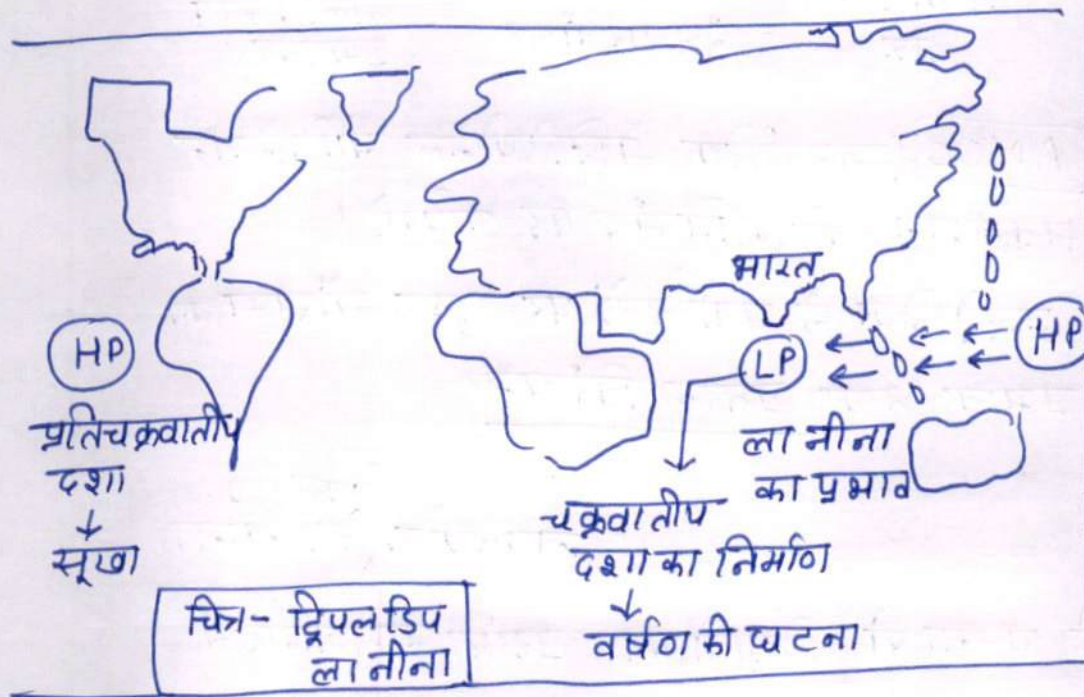 भारत
HP
LP
HP
प्रतिचक्रवातीय
दशा
↓
सूखा
ला नीना
का प्रभाव
चक्रवातीय
दशा का निर्माण
↓
वर्षण की घटना
चित्र- ट्रिपल डिप
ला नीना